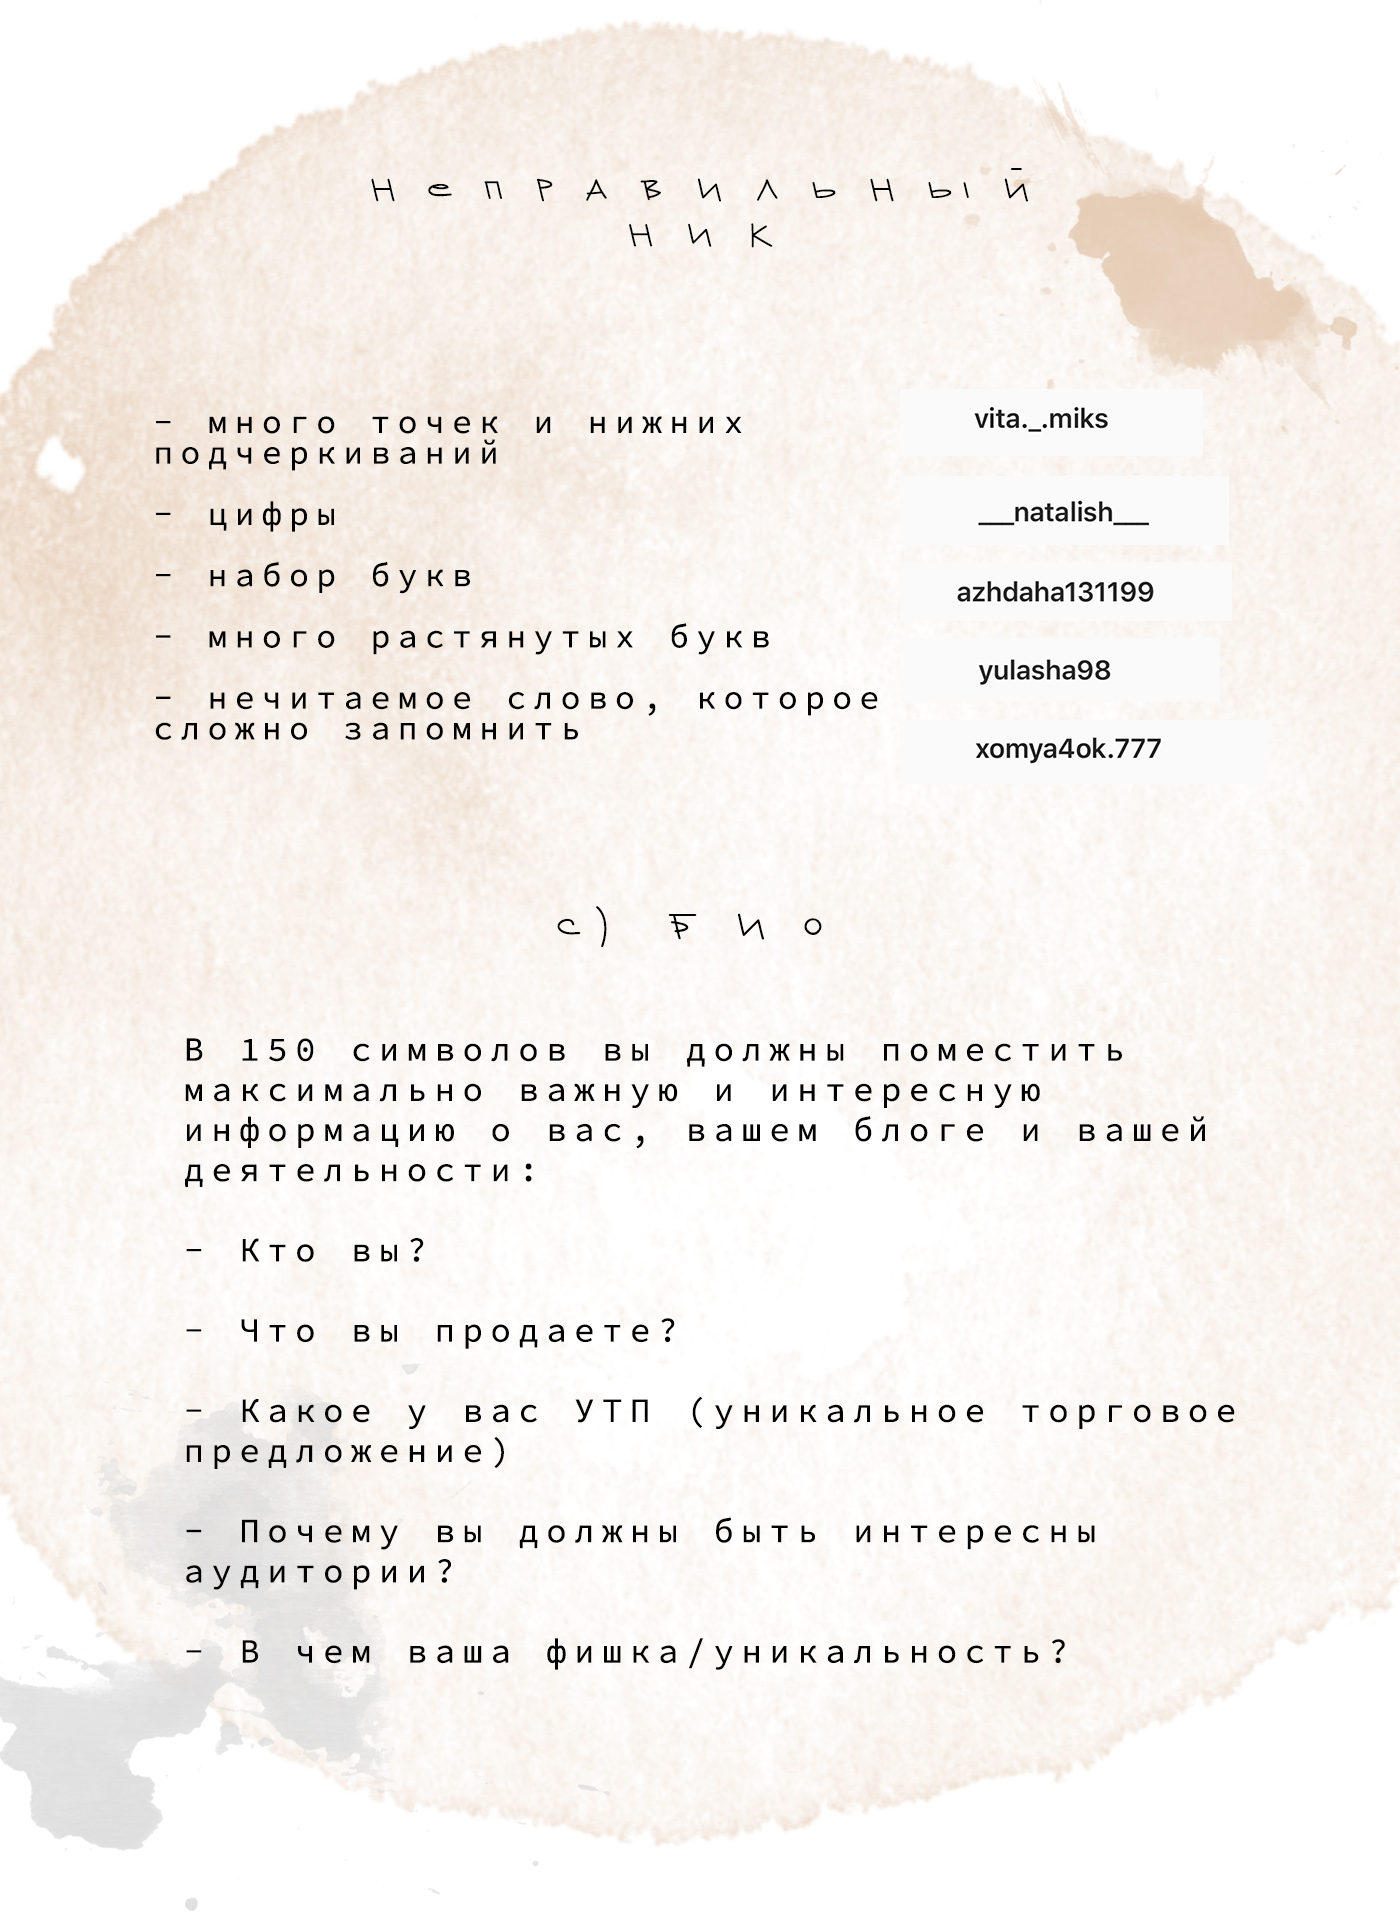 НеПРАВИЛЬНЫЙ
НИК
- много точек и нижних
подчеркиваний
- цифры
- набор букв
- много растянутых букв
- нечитаемое слово, которое
сложно запомнить
vita._.miks
___natalish___
azhdaha131199
yulasha98
xomya4ok.777
с) БИО
В 150 символов вы должны поместить
максимально важную и интересную
информацию о вас, вашем блоге и вашей
деятельности:
- Кто вы?
- Что вы продаете?
- Какое у вас УТП (уникальное торговое
предложение)
- Почему вы должны быть интересны
аудитории?
- В чем ваша фишка/уникальность?